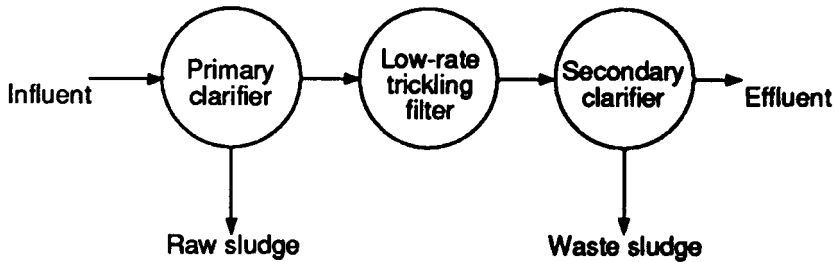 Influent
Primary
clarifier
Low-rate
trickling
filter
Secondary
clarifier
Effluent
Raw sludge
Waste sludge